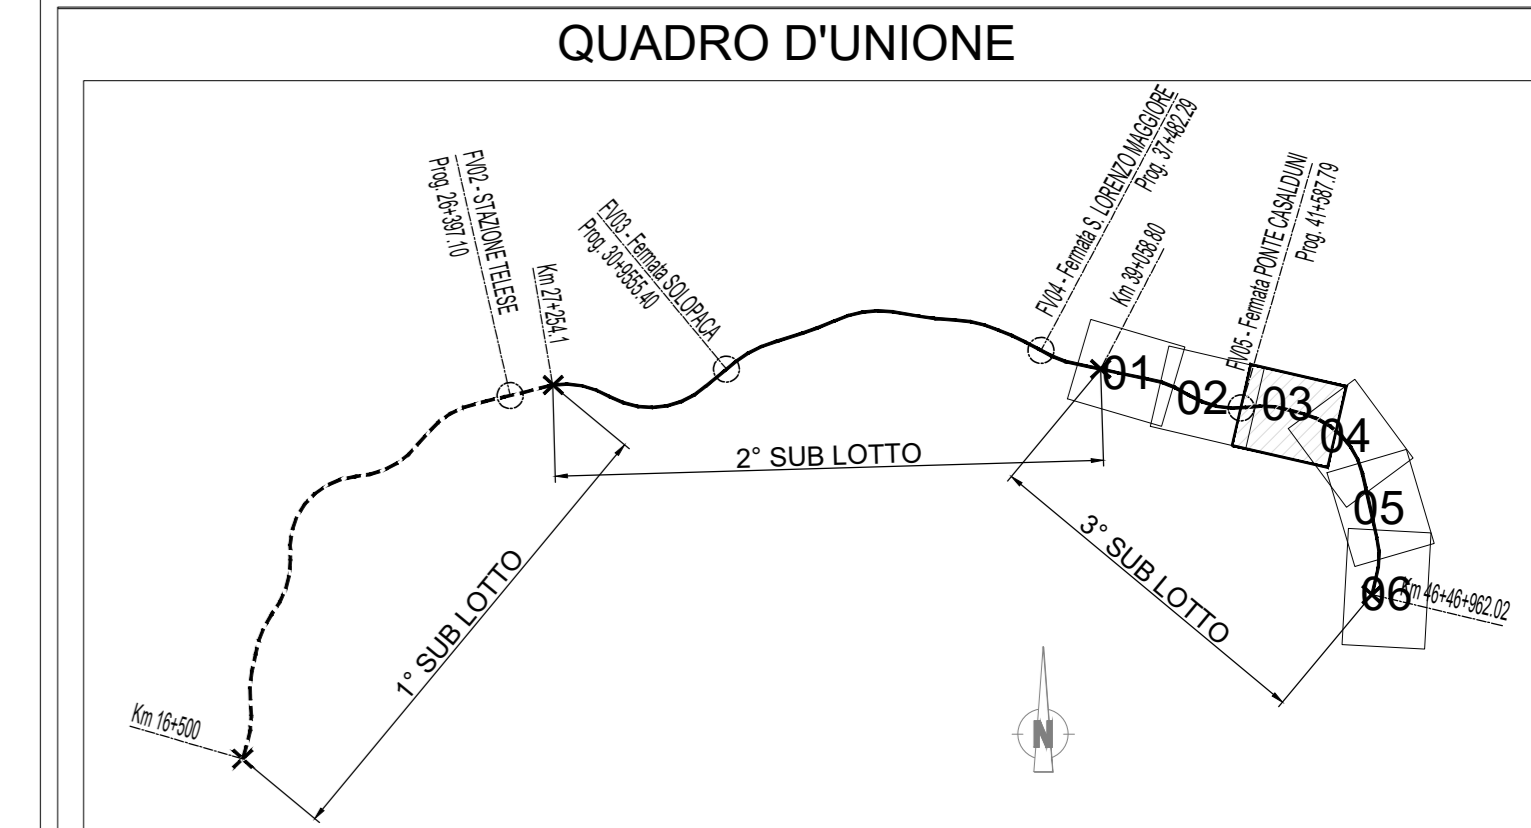 QUADRO D'UNIONE
FV02 - STAZIONE TELESE
Prog. 26+397.10
Km 27+254.1
FV03 - Fermata SOLOPACA
Prog. 30+9555.40
FV04 - Fermata S. LORENZO MAGGIORE
Prog. 37+482.29
Km 39+058.80
FV05 - Fermata PONTE CASALDUNI
Prog. 41+587.79
01
02
03
04
05
06
Km 46+46+962.02
2° SUB LOTTO
3° SUB LOTTO
1° SUB LOTTO
Km 16+500
N